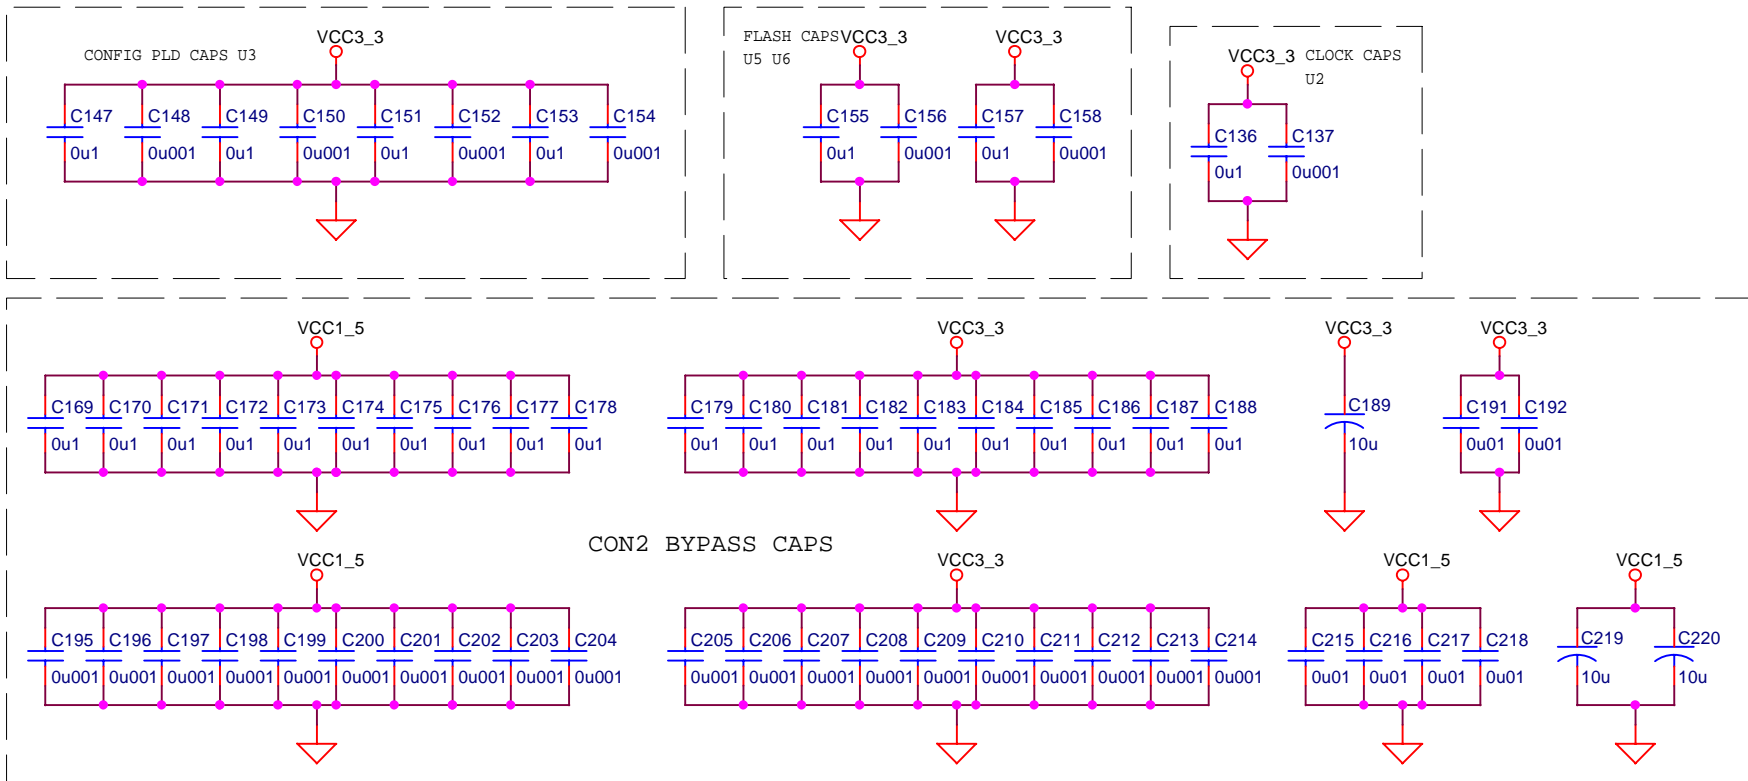 CONFIG PLD CAPS U3
VCC3_3
C147 C148 C149 C150 C151 C152 C153 C154
0u1 0u001 0u1 0u001 0u1 0u001 0u1 0u001
FLASH CAPS
U5 U6
VCC3_3 VCC3_3
C155 C156 C157 C158
0u1 0u001 0u1 0u001
VCC3_3 CLOCK CAPS
U2
C136 C137
0u1 0u001
VCC1_5 VCC3_3 VCC3_3 VCC3_3
C169 C170 C171 C172 C173 C174 C175 C176 C177 C178 C179 C180 C181 C182 C183 C184 C185 C186 C187 C188 C189 C191 C192
0u1 0u1 0u1 0u1 0u1 0u1 0u1 0u1 0u1 0u1 0u1 0u1 0u1 0u1 0u1 0u1 0u1 0u1 0u1 0u1 10u 0u01 0u01
CON2 BYPASS CAPS
VCC1_5 VCC3_3 VCC1_5 VCC1_5
C195 C196 C197 C198 C199 C200 C201 C202 C203 C204 C205 C206 C207 C208 C209 C210 C211 C212 C213 C214 C215 C216 C217 C218 C219 C220
0u001 0u001 0u001 0u001 0u001 0u001 0u001 0u001 0u001 0u001 0u001 0u001 0u001 0u001 0u001 0u001 0u001 0u001 0u001 0u001 0u01 0u01 0u01 0u01 10u 10u